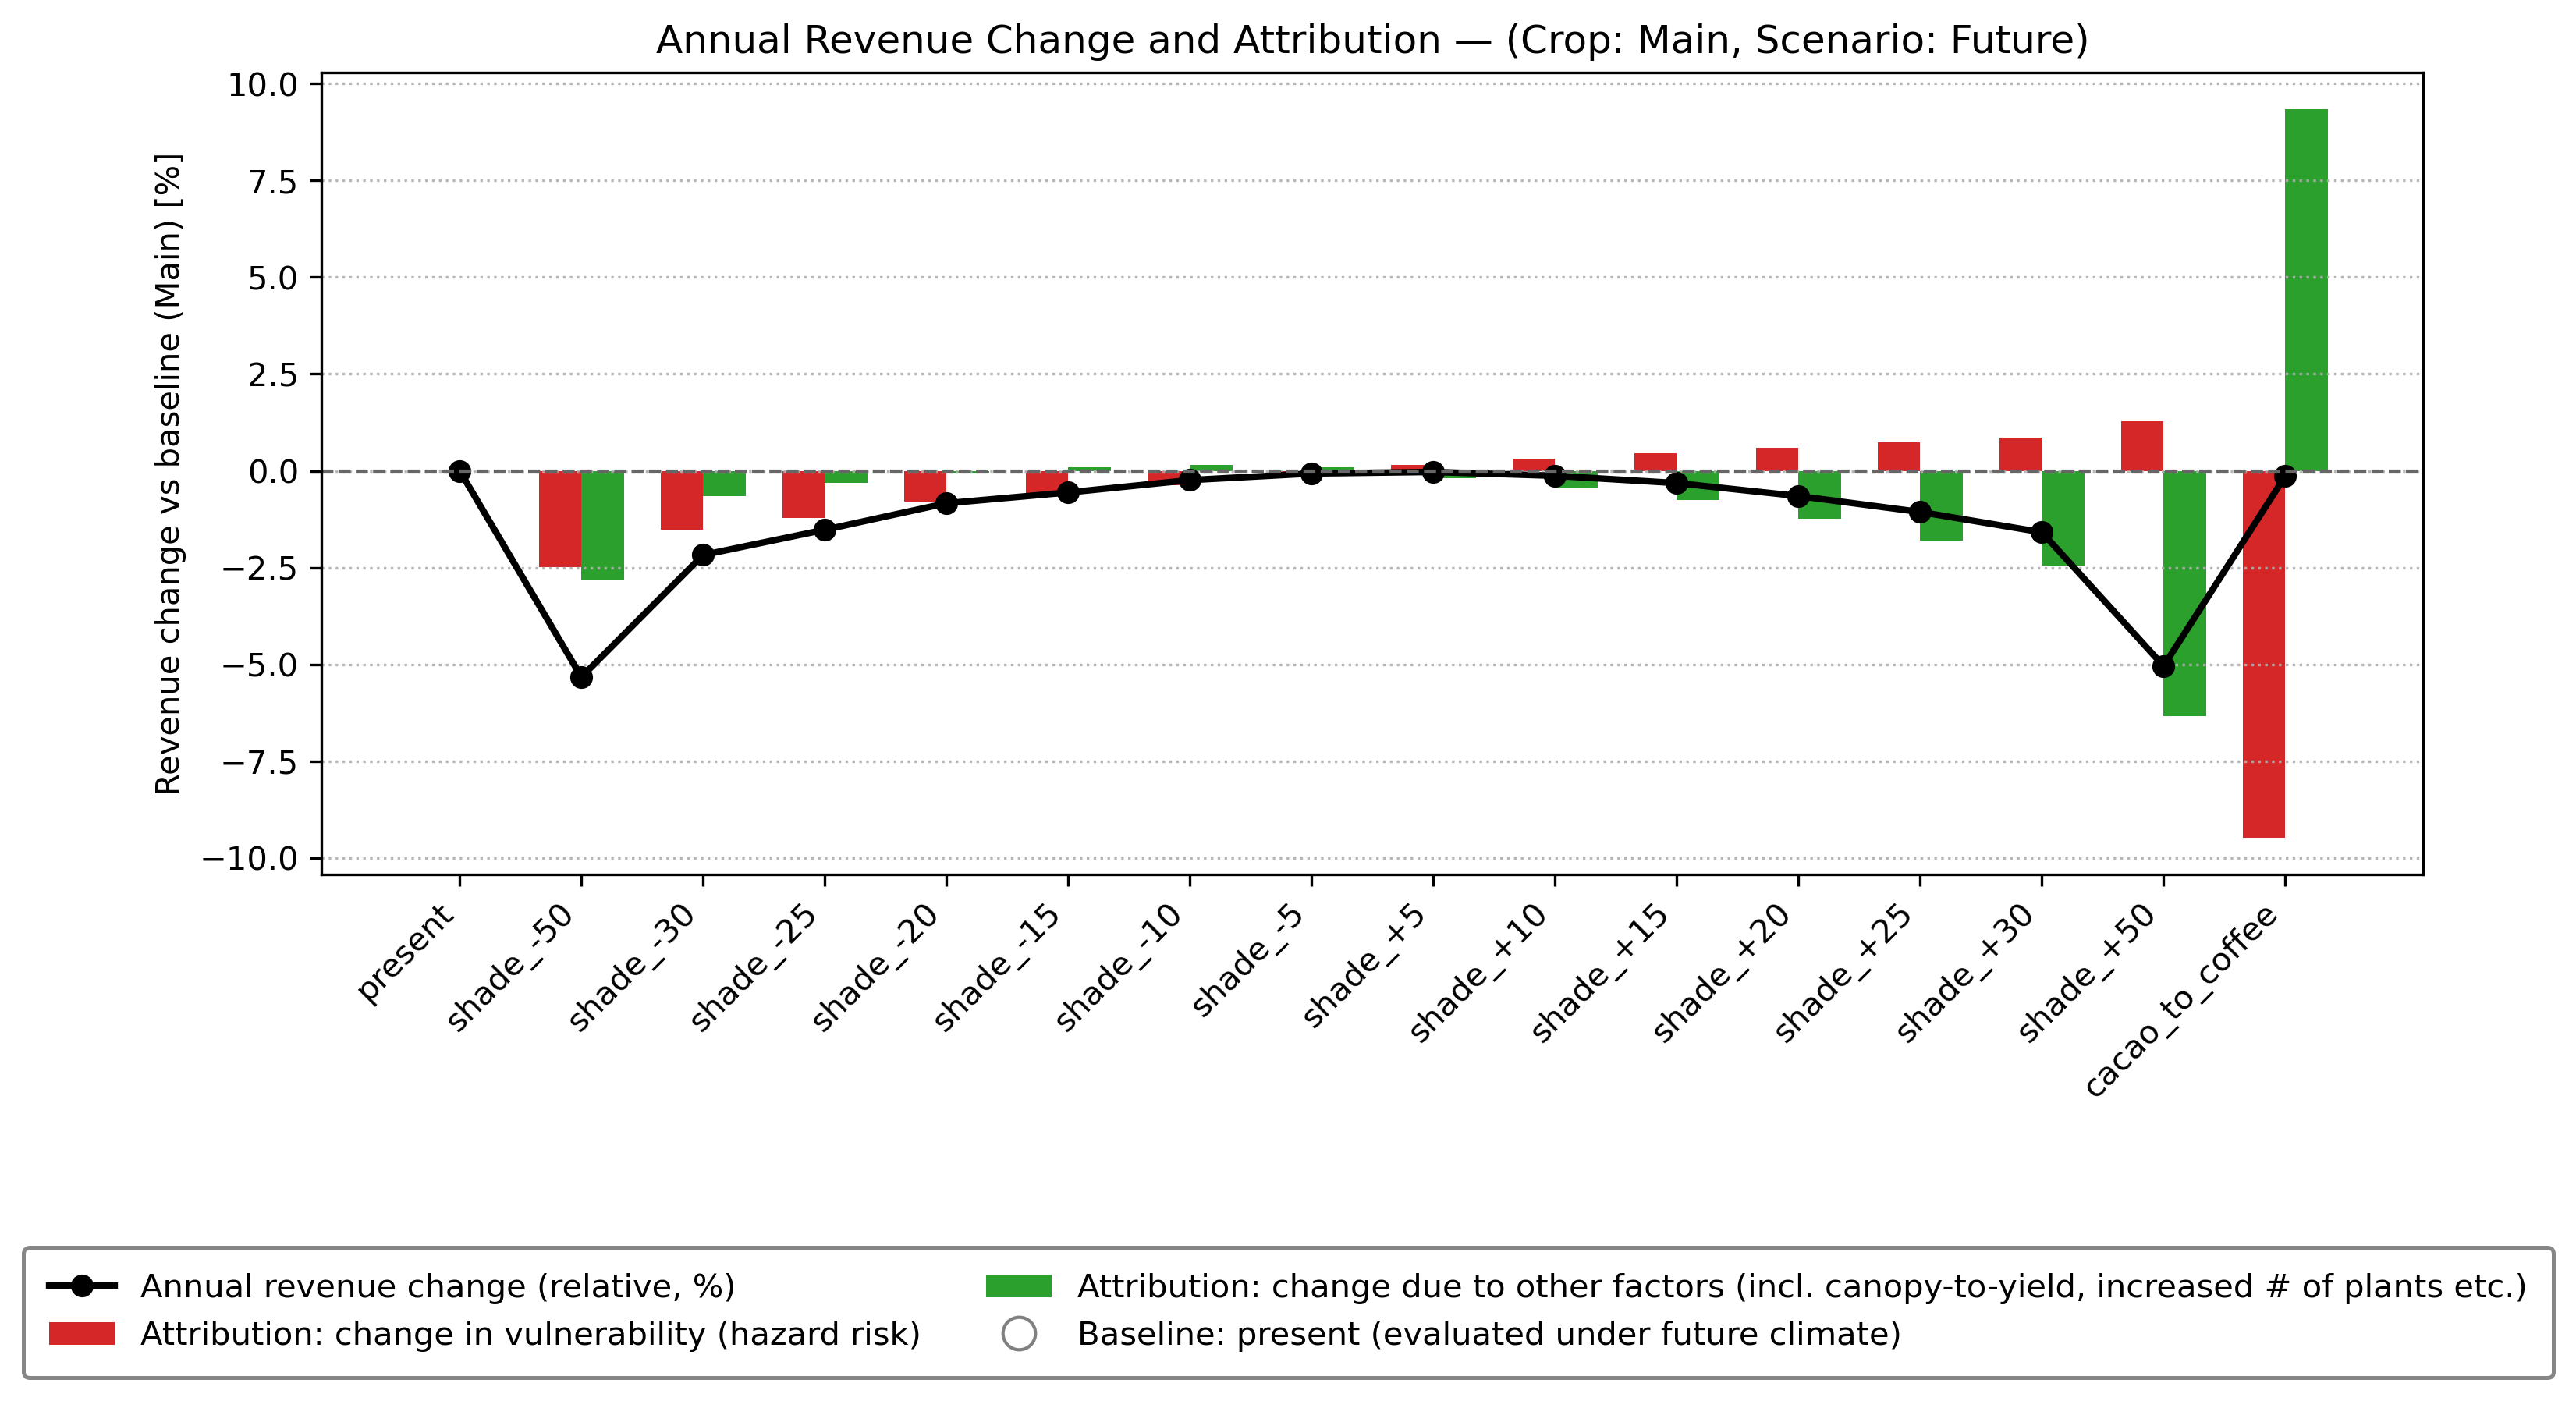 Annual Revenue Change and Attribution — (Crop: Main, Scenario: Future)
Revenue change vs baseline (Main) [%]
10.0
7.5
5.0
2.5
0.0
−2.5
−5.0
−7.5
−10.0
present
shade_-50
shade_-30
shade_-25
shade_-20
shade_-15
shade_-10
shade_-5
shade_+5
shade_+10
shade_+15
shade_+20
shade_+25
shade_+30
shade_+50
cacao_to_coffee
Annual revenue change (relative, %)
Attribution: change in vulnerability (hazard risk)
Attribution: change due to other factors (incl. canopy-to-yield, increased # of plants etc.)
Baseline: present (evaluated under future climate)